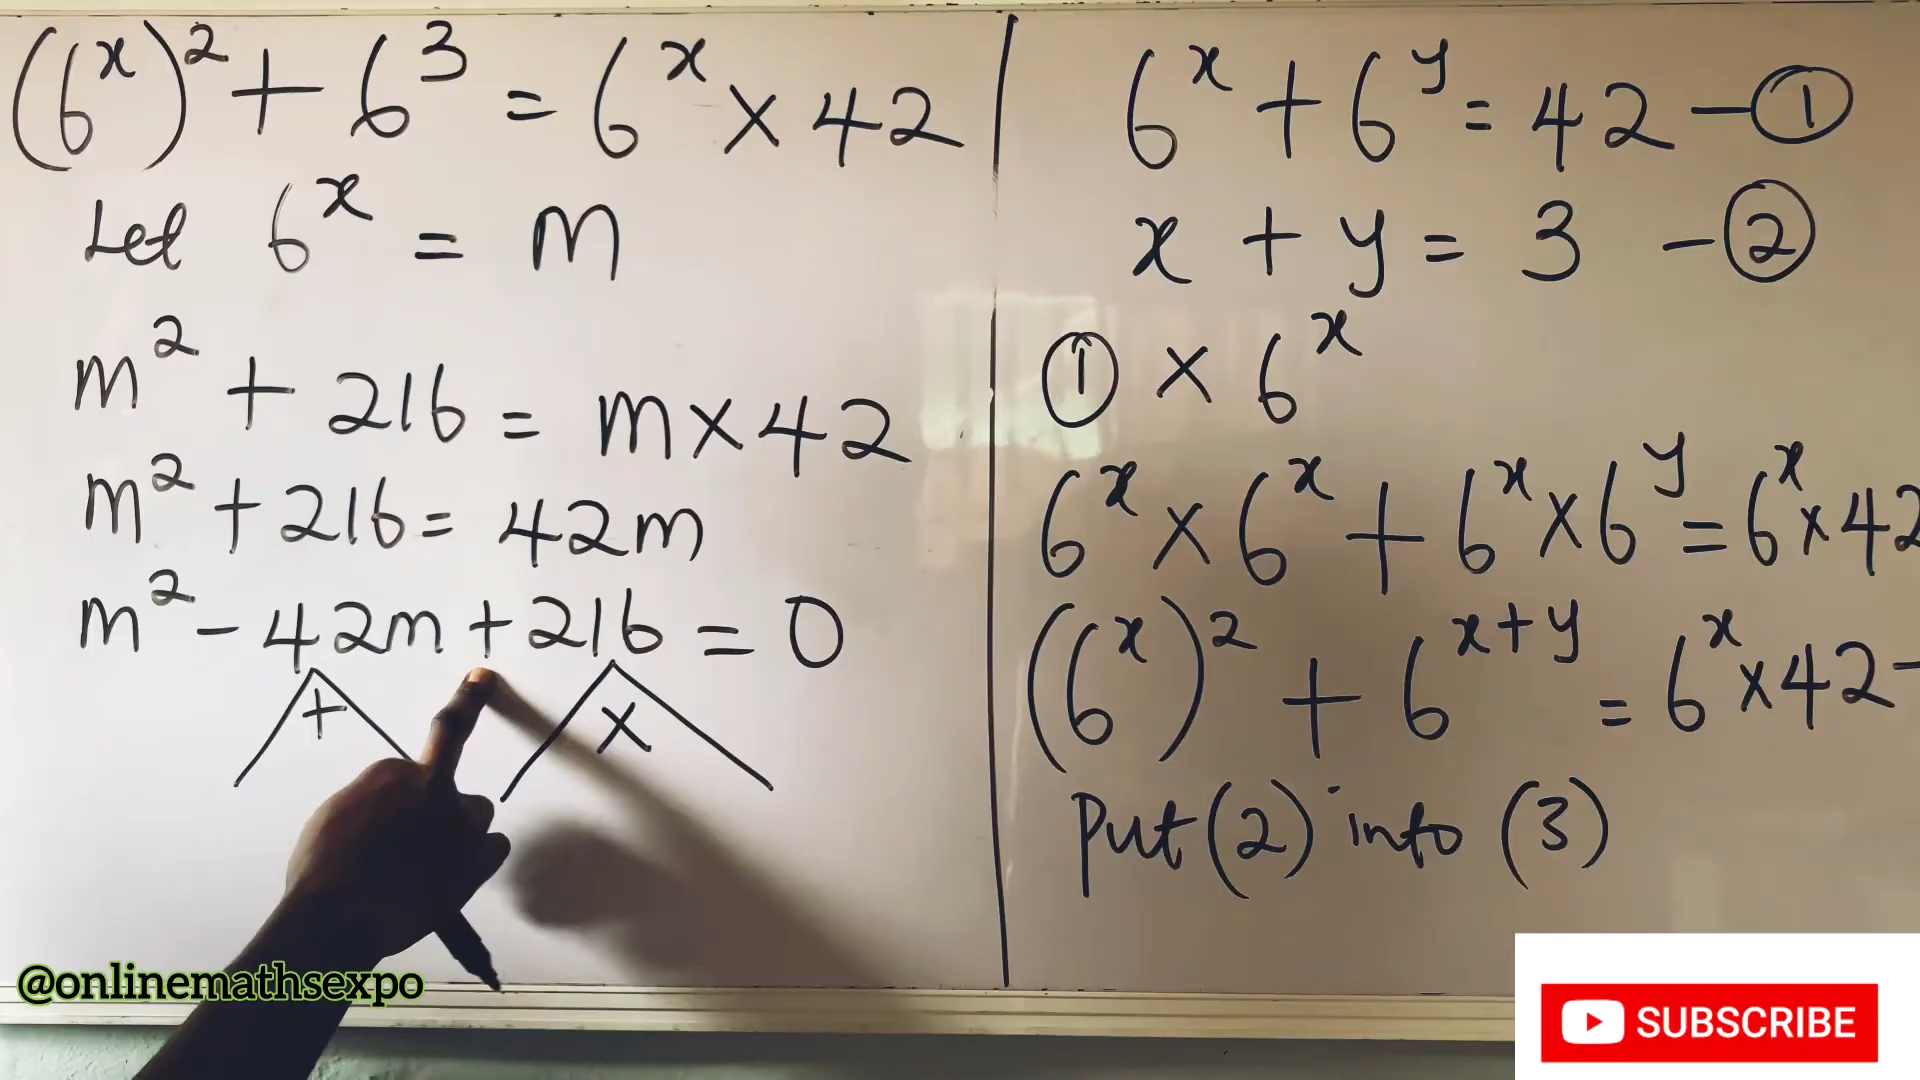 (6^x)^2 + 6^3 = 6^x × 42
Let 6^x = m
m^2 + 216 = m × 42
m^2 + 216 = 42m
m^2 - 42m + 216 = 0
+ ×
6^x + 6^y = 42 - ①
x + y = 3 - ②
① × 6^x
6^x × 6^x + 6^x × 6^y = 6^x × 42
(6^x)^2 + 6^(x+y) = 6^x × 42 -
Put (2) into (3)
@onlinemathsexpo
SUBSCRIBE